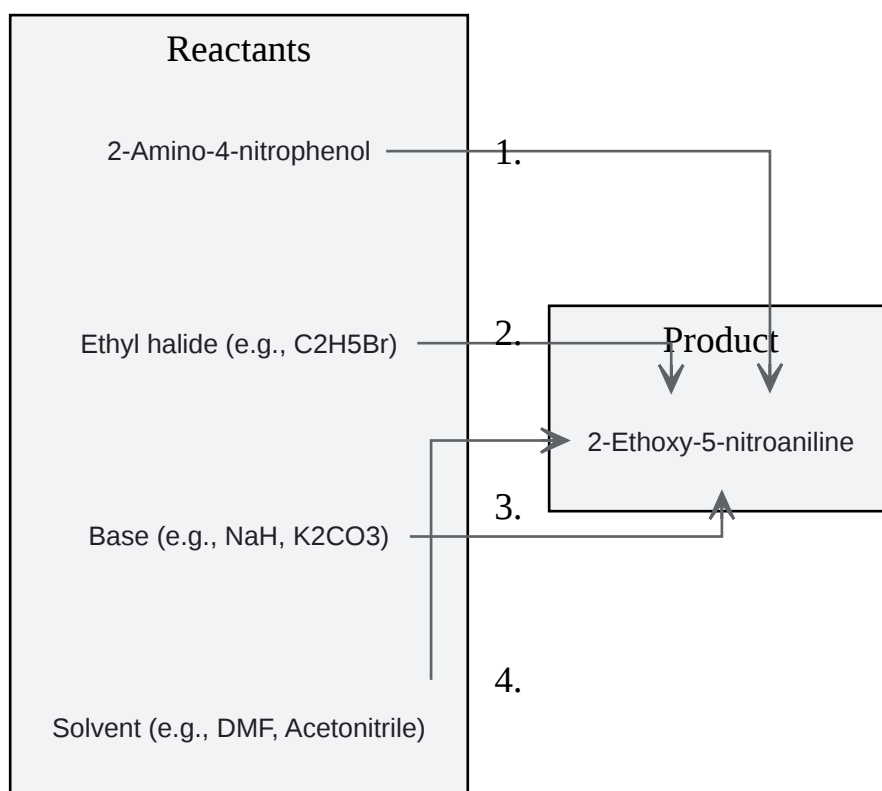 Reactants
2-Amino-4-nitrophenol
1.
Ethyl halide (e.g., C2H5Br)
2.
Product
2-Ethoxy-5-nitroaniline
Base (e.g., NaH, K2CO3)
3.
4.
Solvent (e.g., DMF, Acetonitrile)